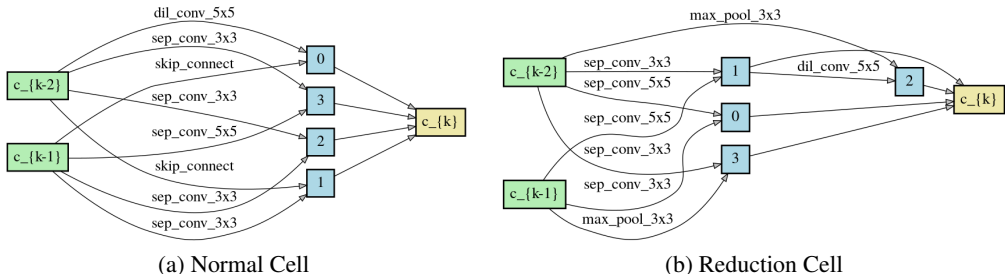 dil_conv_5x5
sep_conv_3x3
skip_connect
sep_conv_3x3
sep_conv_5x5
skip_connect
sep_conv_3x3
sep_conv_3x3
c_{k-2}
c_{k-1}
0
3
2
1
c_{k}
(a) Normal Cell
max_pool_3x3
sep_conv_3x3
dil_conv_5x5
sep_conv_5x5
sep_conv_5x5
sep_conv_3x3
sep_conv_3x3
max_pool_3x3
c_{k-2}
c_{k-1}
1
2
0
3
c_{k}
(b) Reduction Cell